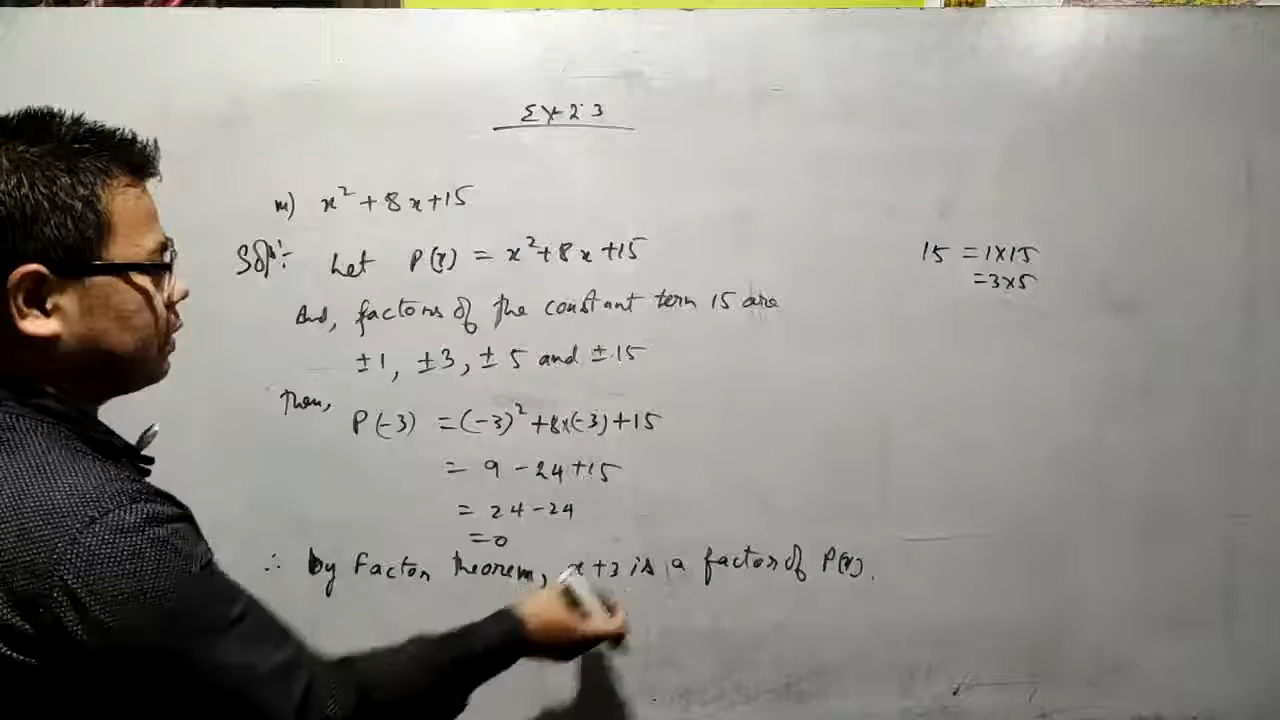 Ex-2.3
m) x² + 8x + 15
Solⁿ: Let P(x) = x² + 8x + 15
And, factors of the constant term 15 are
±1, ±3, ±5 and ±15
Then,
P(-3) = (-3)² + 8×(-3) + 15
= 9 - 24 + 15
= 24 - 24
= 0
∴ by Factor theorem, x + 3 is a factor of P(x).
15 = 1×15
= 3×5